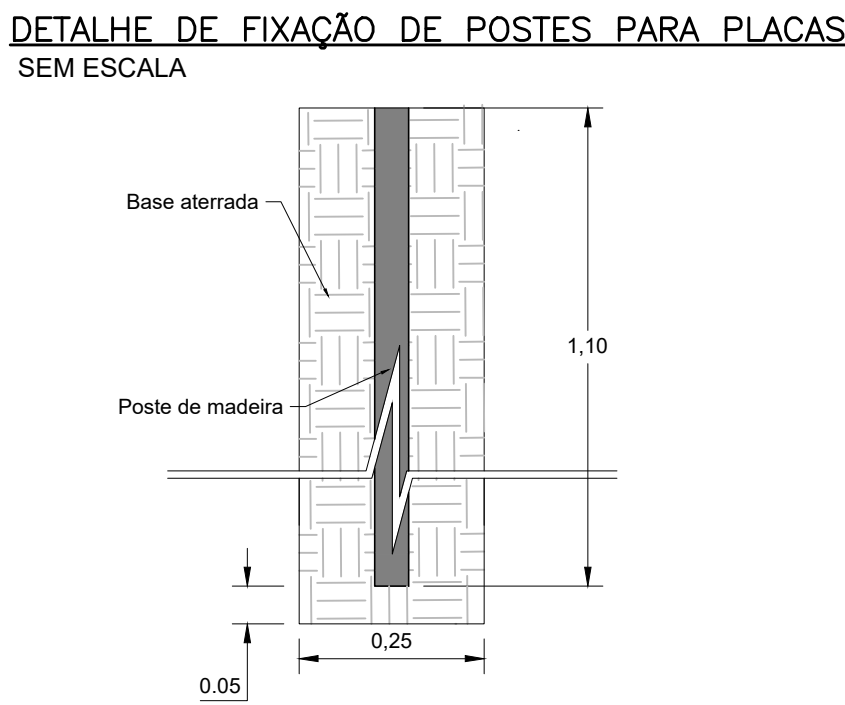 DETALHE DE FIXAÇÃO DE POSTES PARA PLACAS
SEM ESCALA
Base aterrada
1,10
Poste de madeira
0,25
0.05